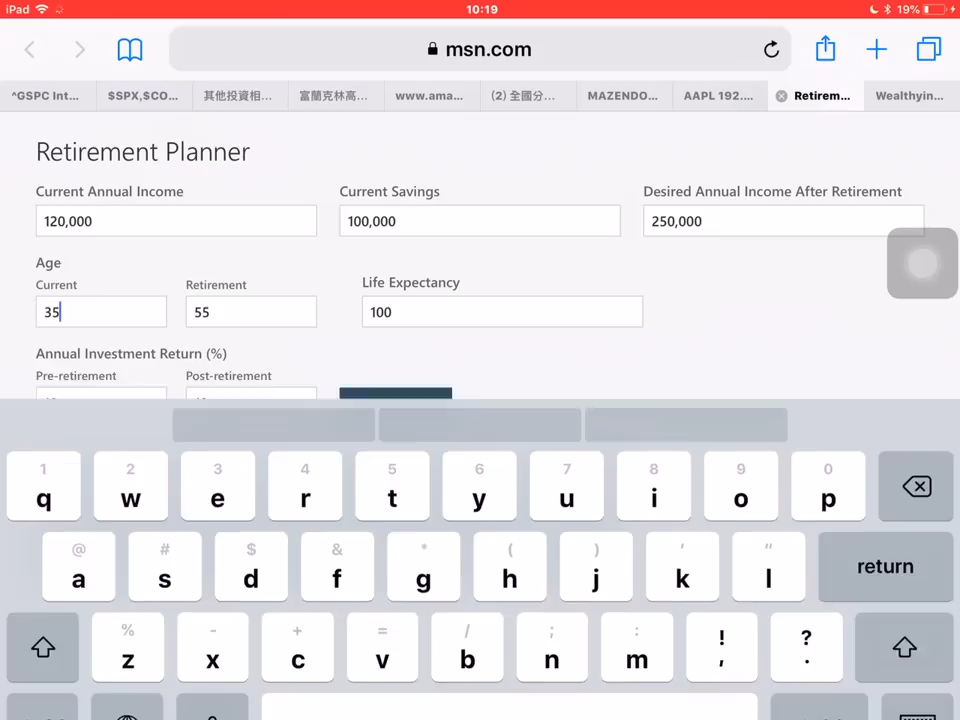 iPad 10:19 19%
msn.com
^GSPC Int... $SPX,$CO... 其他投資相... 富蘭克林高... www.ama... (2) 全國分... MAZENDO... AAPL 192.... Retirem... Wealthyin...
Retirement Planner
Current Annual Income Current Savings Desired Annual Income After Retirement
120,000 100,000 250,000
Age
Current Retirement Life Expectancy
35 55 100
Annual Investment Return (%)
Pre-retirement Post-retirement
1 2 3 4 5 6 7 8 9 0
q w e r t y u i o p
@ # $ & * ( ) ' "
a s d f g h j k l return
% - + = / ; : ! ?
z x c v b n m , .